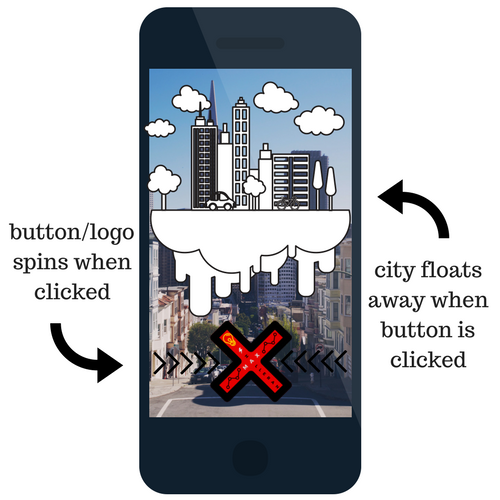 button/logo
spins when
clicked
city floats
away when
button is
clicked